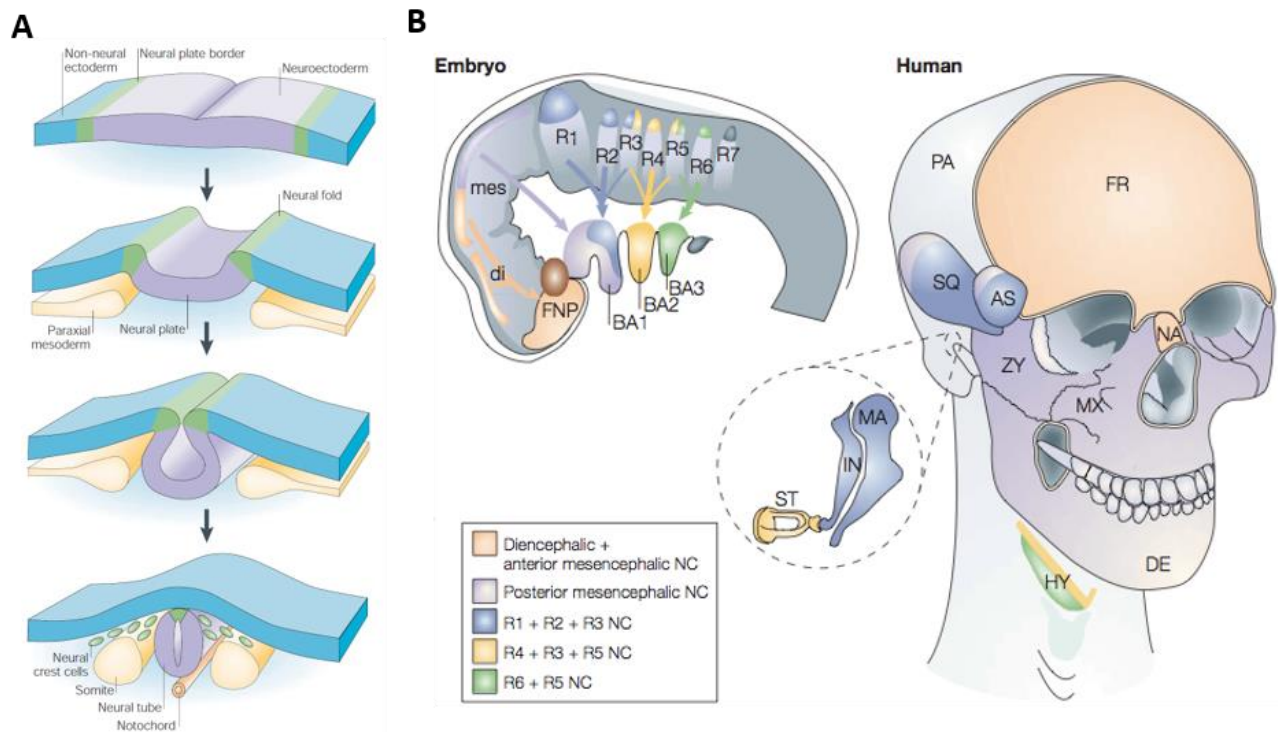 A
Non-neural
ectoderm
Neural plate border
Neuroectoderm
Neural fold
Paraxial
mesoderm
Neural plate
Neural
crest cells
Somite
Neural tube
Notochord
B
Embryo
R1
R2
R3
R4
R5
R6
R7
mes
di
FNP
BA1
BA2
BA3
Human
PA
FR
SQ
AS
NA
ZY
MX
MA
IN
ST
HY
DE
Diencephalic +
anterior mesencephalic NC
Posterior mesencephalic NC
R1 + R2 + R3 NC
R4 + R3 + R5 NC
R6 + R5 NC